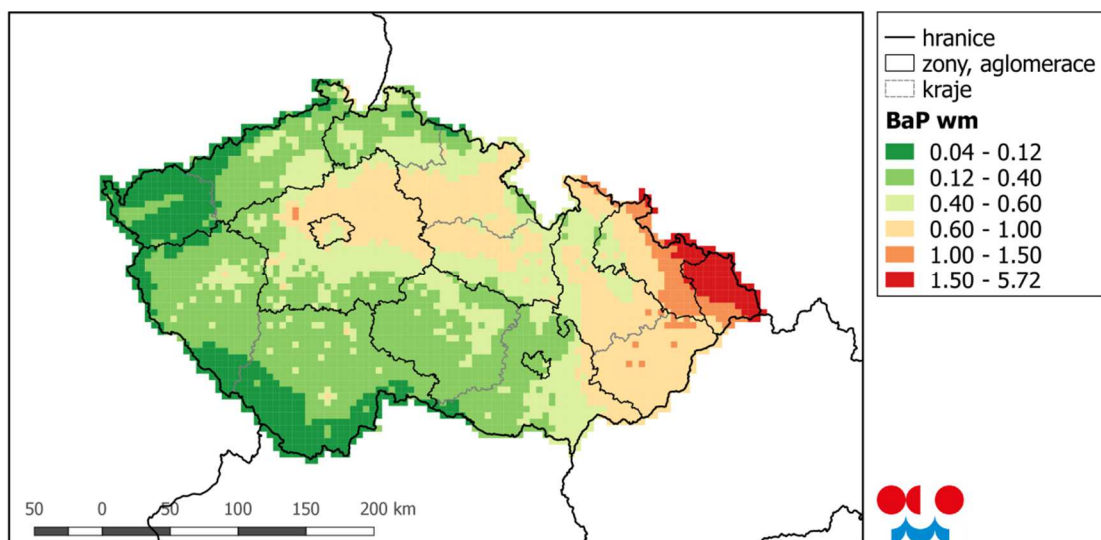 hranice
zony, aglomerace
kraje
BaP wm
0.04 - 0.12
0.12 - 0.40
0.40 - 0.60
0.60 - 1.00
1.00 - 1.50
1.50 - 5.72
50 0 50 100 150 200 km